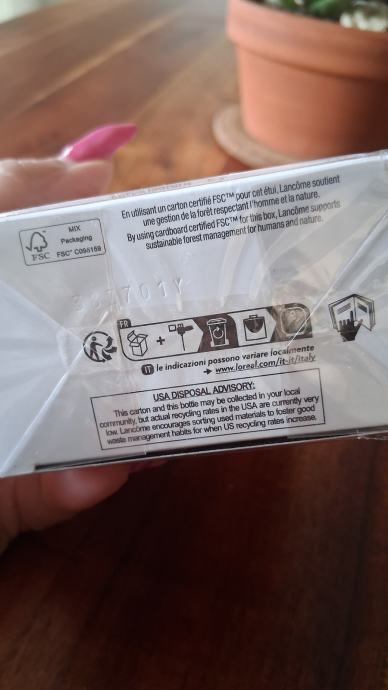 En utilisant un carton certifié FSC™ pour cet étui, Lancôme soutient
une gestion de la forêt respectant l'homme et la nature.
By using cardboard certified FSC™ for this box, Lancôme supports
sustainable forest management for humans and nature.
FSC
MIX
Packaging
FSC™ C095169
FR
+
IT le indicazioni possono variare localmente
➔ www.loreal.com/it-it/italy
USA DISPOSAL ADVISORY:
This carton and this bottle may be collected in your local
community, but actual recycling rates in the USA are currently very
low. Lancôme encourages sorting used materials to foster good
waste management habits for when US recycling rates increase.